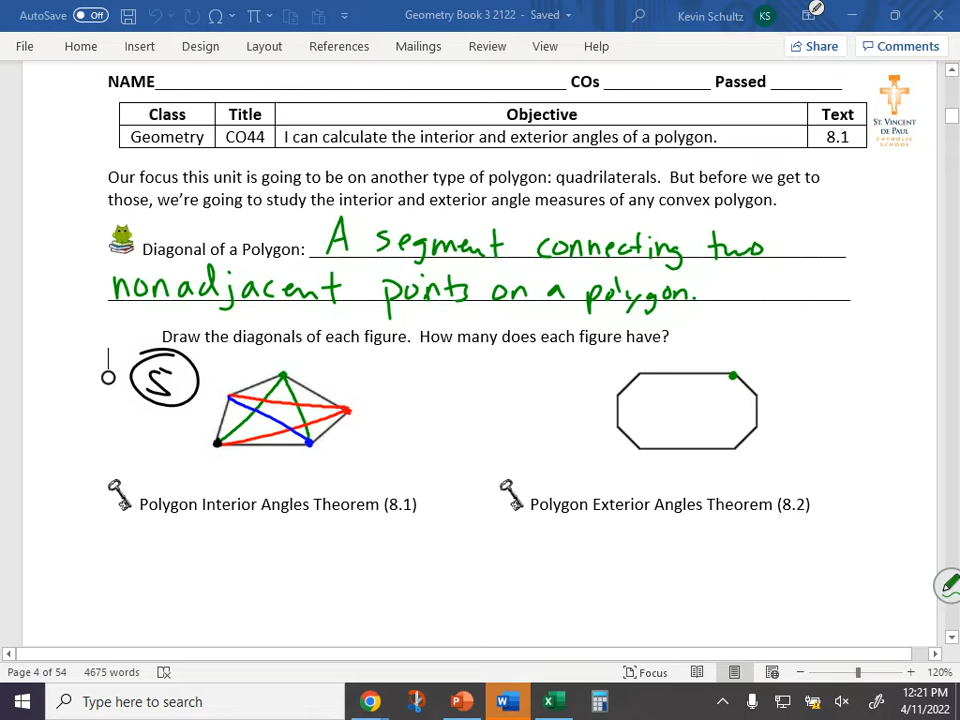 AutoSave Off Geometry Book 3 2122 - Saved Kevin Schultz KS
File Home Insert Design Layout References Mailings Review View Help Share Comments
NAME COs Passed
Class Title Objective Text
Geometry CO44 I can calculate the interior and exterior angles of a polygon. 8.1
ST. VINCENT
DE PAUL
CATHOLIC
SCHOOL
Our focus this unit is going to be on another type of polygon: quadrilaterals. But before we get to
those, we're going to study the interior and exterior angle measures of any convex polygon.
Diagonal of a Polygon: A segment connecting two
nonadjacent points on a polygon.
Draw the diagonals of each figure. How many does each figure have?
5
Polygon Interior Angles Theorem (8.1) Polygon Exterior Angles Theorem (8.2)
Page 4 of 54 4675 words Focus 120%
Type here to search 12:21 PM
4/11/2022